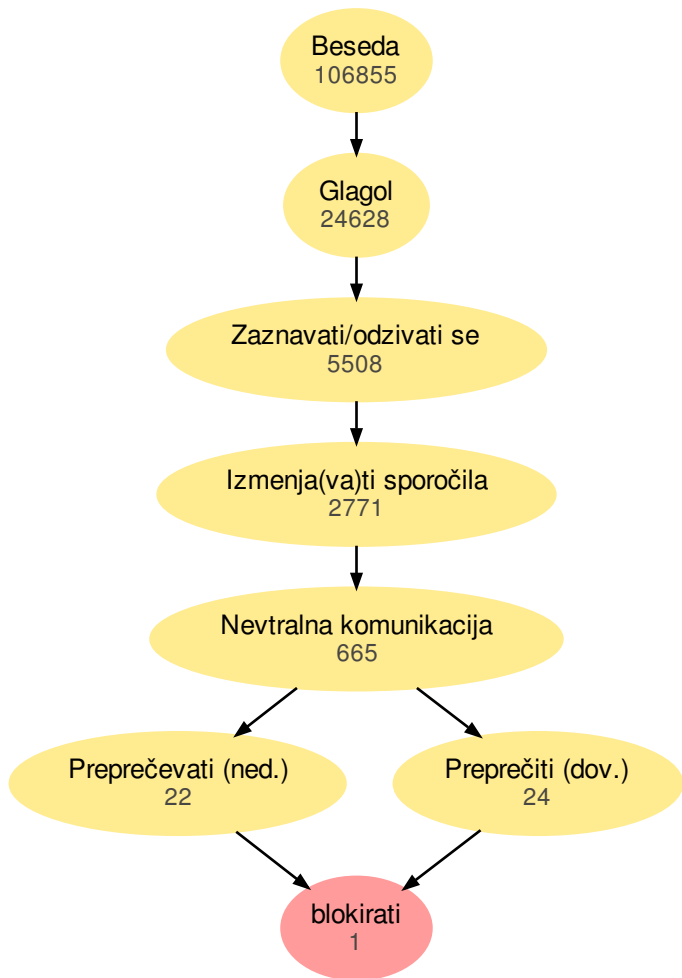 Beseda
106855
Glagol
24628
Zaznavati/odzivati se
5508
Izmenja(va)ti sporočila
2771
Nevtralna komunikacija
665
Preprečevati (ned.)
22
Preprečiti (dov.)
24
blokirati
1